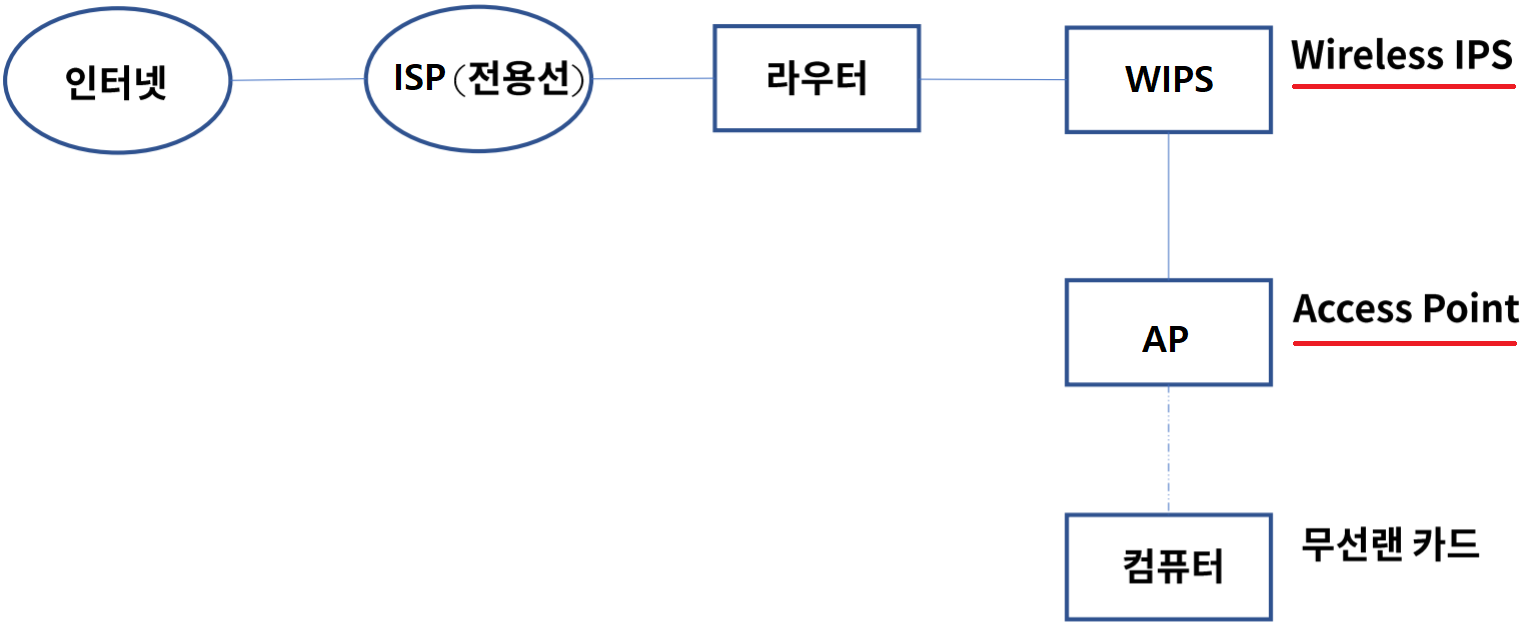 인터넷
ISP (전용선)
라우터
WIPS
Wireless IPS
AP
Access Point
컴퓨터
무선랜 카드